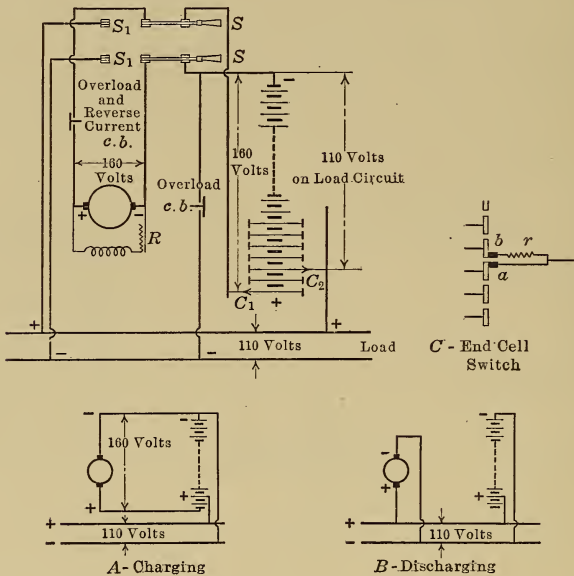 S₁ S
S₁ S
Overload
and
Reverse
Current
c.b.
160
Volts
+ -
R
Overload
c.b.
-
160
Volts
110 Volts
on Load Circuit
C₁ C₂
+
b r
a
C - End Cell
Switch
+ +
110 Volts Load
- -
- -
160 Volts
+ +
+
110 Volts
-
A - Charging
- -
+ +
+
110 Volts
-
B - Discharging